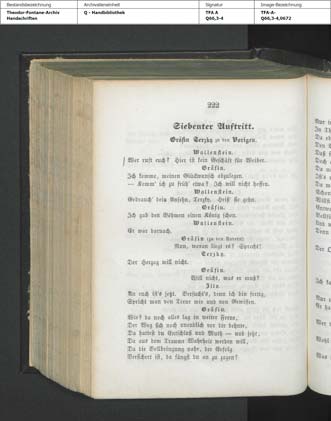 Bestandsbezeichnung
Theodor-Fontane-Archiv
Handschriften
Archivalieneinheit
Q - Handbibliothek
Signatur
TFA A
Q66,3-4
Image-Bezeichnung
TFA-A-
Q66,3-4,0672
222
Siebenter Auftritt.
Gräfin Terzky zu den Vorigen.
Wallenstein.
Wer ruft euch? Hier ist kein Geschäft für Weiber.
Gräfin.
Ich komme, meinen Glückwunsch abzulegen.
— Komm' ich zu früh etwa? Ich will nicht hoffen.
Wallenstein.
Gebrauch' dein Ansehn, Terzky. Heiß' sie gehn.
Gräfin.
Ich gab den Böhmen einen König schon.
Wallenstein.
Er war darnach.
Gräfin (zu den Andern).
Nun, woran liegt es? Sprecht!
Terzky.
Der Herzog will nicht.
Gräfin.
Will nicht, was er muß?
Illo.
An euch ist's jetzt. Versucht's, denn ich bin fertig,
Spricht man von Treue mir und von Gewissen.
Gräfin.
Wie? da noch alles lag in weiter Ferne,
Der Weg sich noch unendlich vor dir dehnte,
Da hattest du Entschluß und Muth — und jetzt,
Da aus dem Traume Wahrheit werden will,
Da die Vollbringung nahe, der Erfolg
Versichert ist, da fängst du an zu zagen?